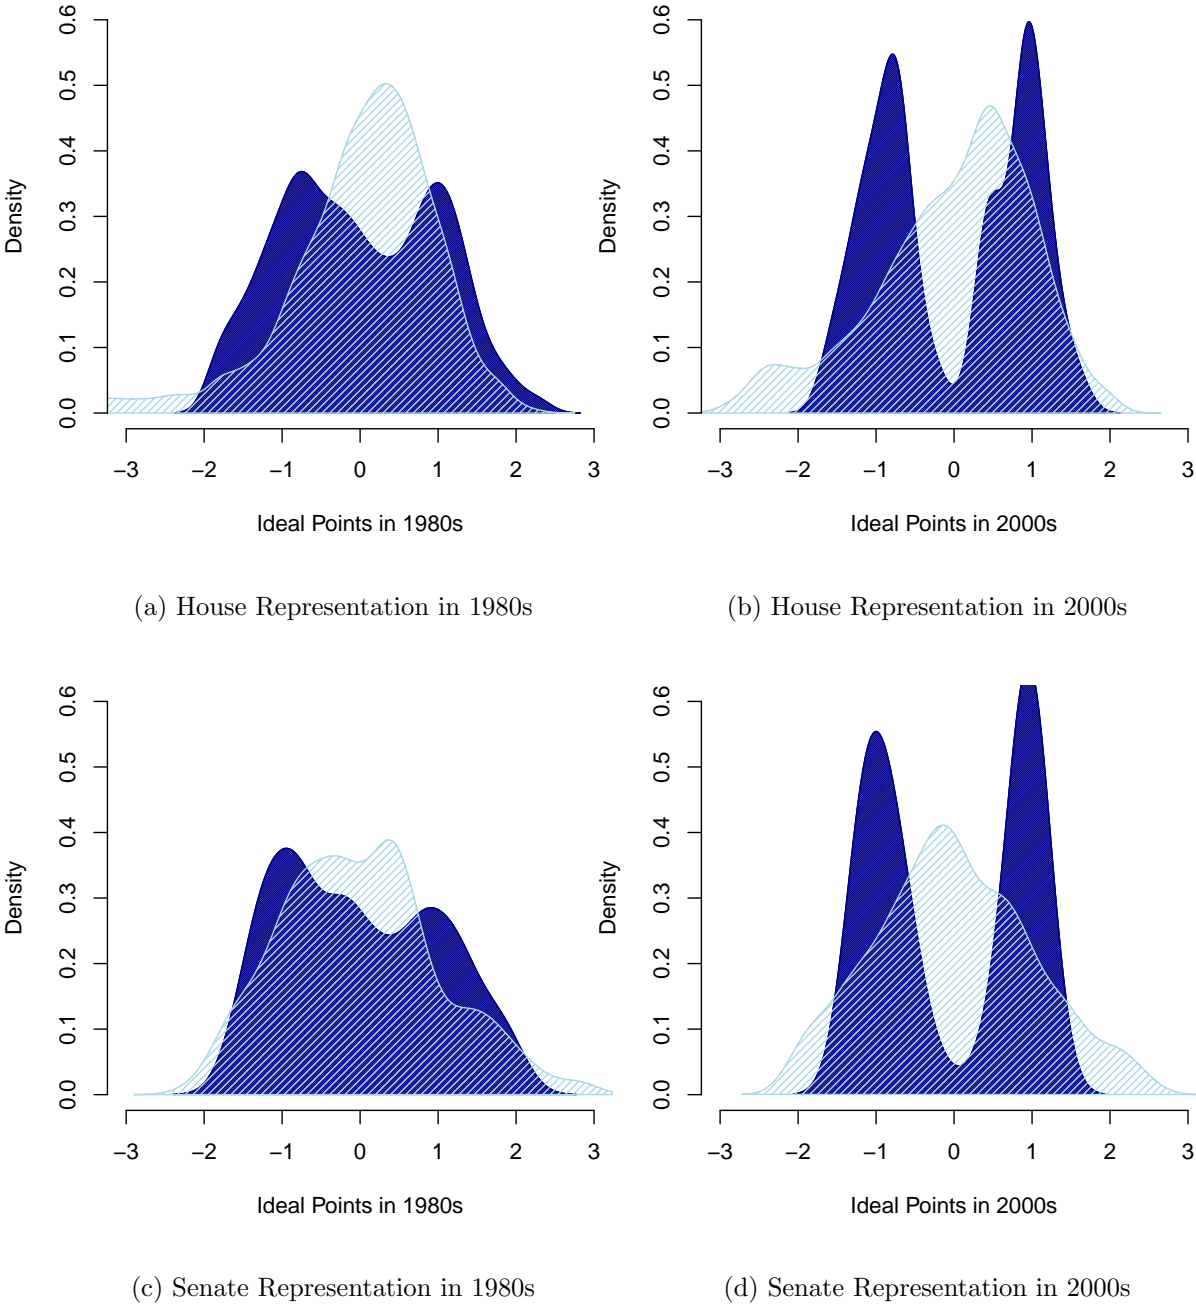 0.6
0.5
0.4
0.3
0.2
0.1
0.0
Density
−3 −2 −1 0 1 2 3
Ideal Points in 1980s
(a) House Representation in 1980s
0.6
0.5
0.4
0.3
0.2
0.1
0.0
Density
−3 −2 −1 0 1 2 3
Ideal Points in 2000s
(b) House Representation in 2000s
0.6
0.5
0.4
0.3
0.2
0.1
0.0
Density
−3 −2 −1 0 1 2 3
Ideal Points in 1980s
(c) Senate Representation in 1980s
0.6
0.5
0.4
0.3
0.2
0.1
0.0
Density
−3 −2 −1 0 1 2 3
Ideal Points in 2000s
(d) Senate Representation in 2000s